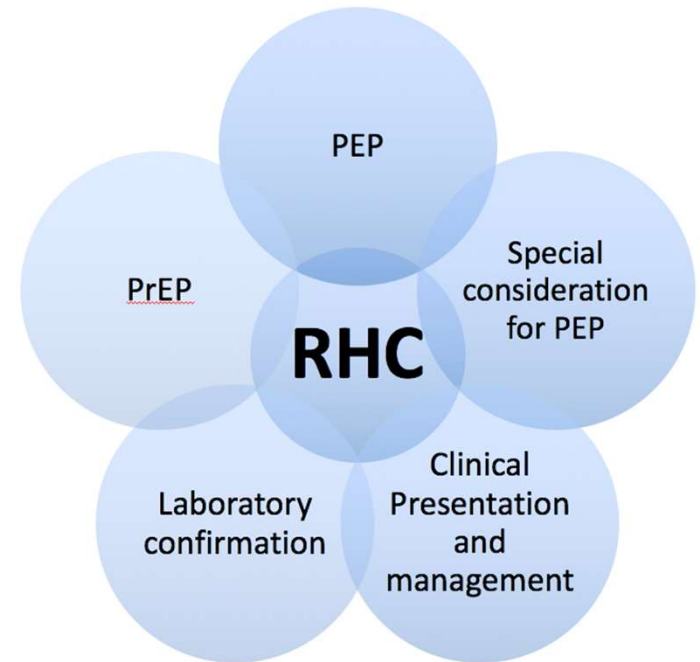 PEP
Special
consideration
for PEP
PrEP
RHC
Clinical
Presentation
and
management
Laboratory
confirmation